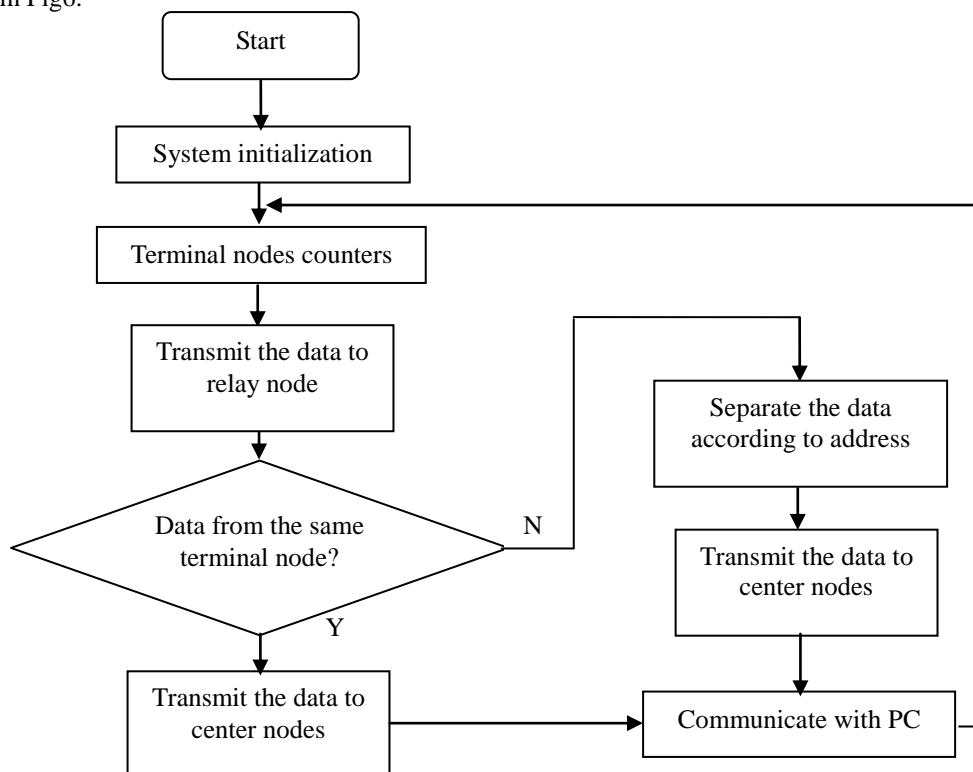 in Fig6.
Start
System initialization
Terminal nodes counters
Transmit the data to
relay node
Data from the same
terminal node?
N
Y
Separate the data
according to address
Transmit the data to
center nodes
Transmit the data to
center nodes
Communicate with PC